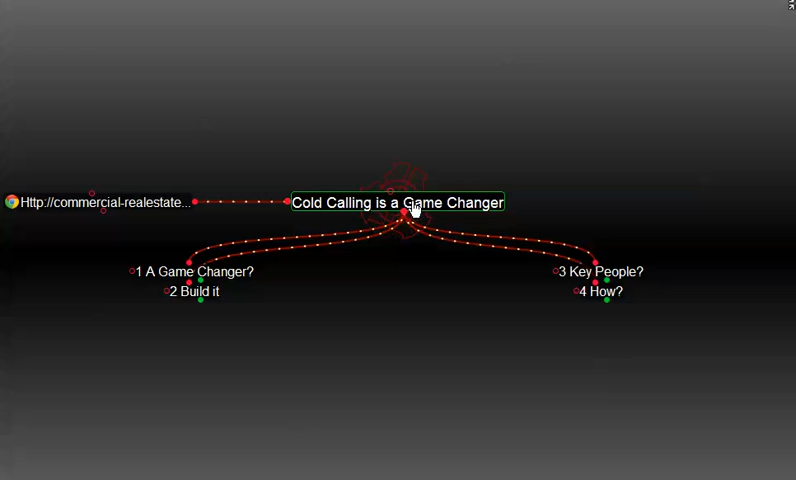 Http://commercial-realestate...
Cold Calling is a Game Changer
1 A Game Changer?
2 Build it
3 Key People?
4 How?